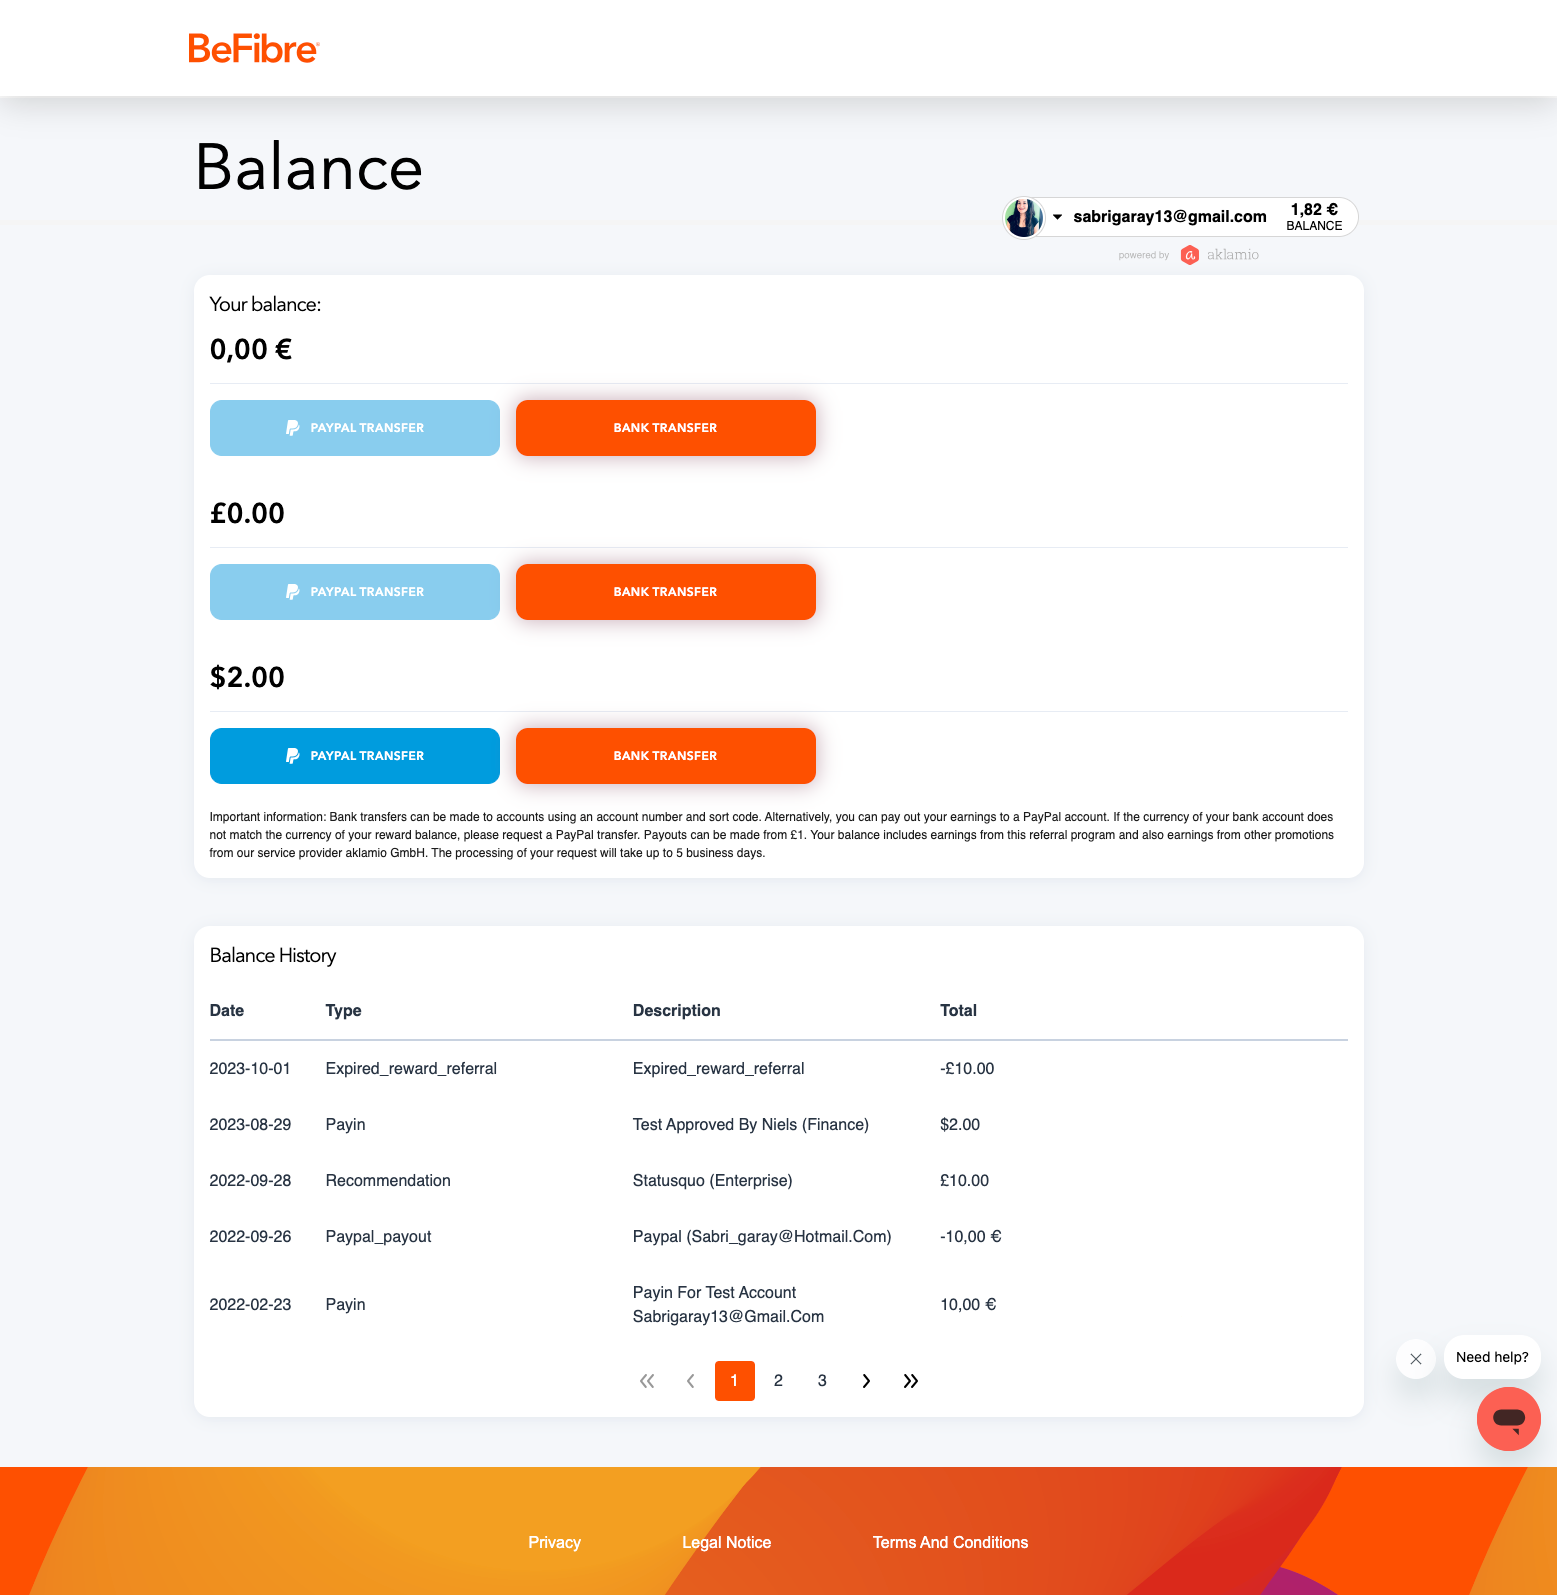 BeFibre
Balance
sabrigaray13@gmail.com
1,82 €
BALANCE
powered by aklamio
Your balance:
0,00 €
PAYPAL TRANSFER
BANK TRANSFER
£0.00
PAYPAL TRANSFER
BANK TRANSFER
$2.00
PAYPAL TRANSFER
BANK TRANSFER
Important information: Bank transfers can be made to accounts using an account number and sort code. Alternatively, you can pay out your earnings to a PayPal account. If the currency of your bank account does
not match the currency of your reward balance, please request a PayPal transfer. Payouts can be made from £1. Your balance includes earnings from this referral program and also earnings from other promotions
from our service provider aklamio GmbH. The processing of your request will take up to 5 business days.
Balance History
Date Type Description Total
2023-10-01 Expired_reward_referral Expired_reward_referral -£10.00
2023-08-29 Payin Test Approved By Niels (Finance) $2.00
2022-09-28 Recommendation Statusquo (Enterprise) £10.00
2022-09-26 Paypal_payout Paypal (Sabri_garay@Hotmail.Com) -10,00 €
2022-02-23 Payin Payin For Test Account
Sabrigaray13@Gmail.Com 10,00 €
« ‹ 1 2 3 › »
Need help?
Privacy Legal Notice Terms And Conditions